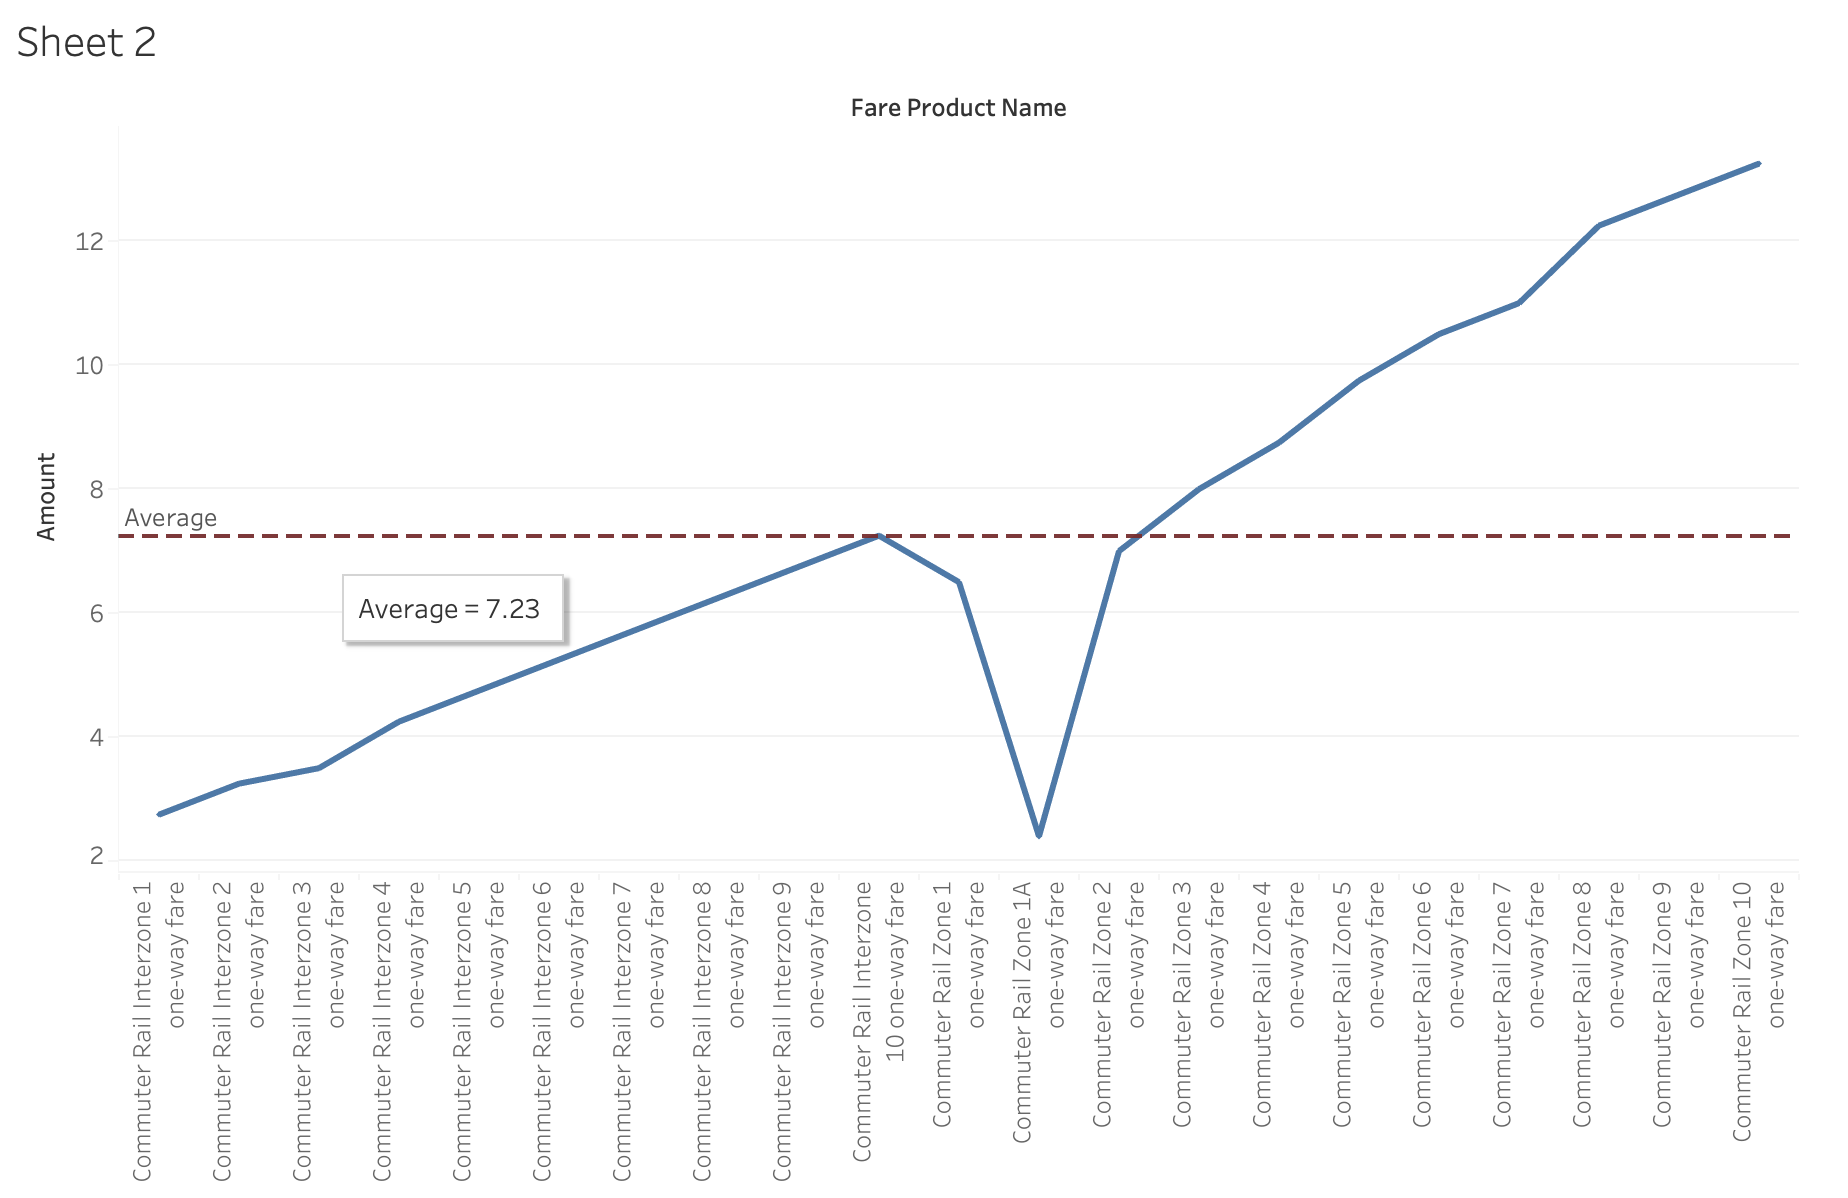 Sheet 2
Fare Product Name
Amount
12
10
8
6
4
2
Average
Average = 7.23
Commuter Rail Interzone 1
one-way fare
Commuter Rail Interzone 2
one-way fare
Commuter Rail Interzone 3
one-way fare
Commuter Rail Interzone 4
one-way fare
Commuter Rail Interzone 5
one-way fare
Commuter Rail Interzone 6
one-way fare
Commuter Rail Interzone 7
one-way fare
Commuter Rail Interzone 8
one-way fare
Commuter Rail Interzone 9
one-way fare
Commuter Rail Interzone
10 one-way fare
Commuter Rail Zone 1
one-way fare
Commuter Rail Zone 1A
one-way fare
Commuter Rail Zone 2
one-way fare
Commuter Rail Zone 3
one-way fare
Commuter Rail Zone 4
one-way fare
Commuter Rail Zone 5
one-way fare
Commuter Rail Zone 6
one-way fare
Commuter Rail Zone 7
one-way fare
Commuter Rail Zone 8
one-way fare
Commuter Rail Zone 9
one-way fare
Commuter Rail Zone 10
one-way fare